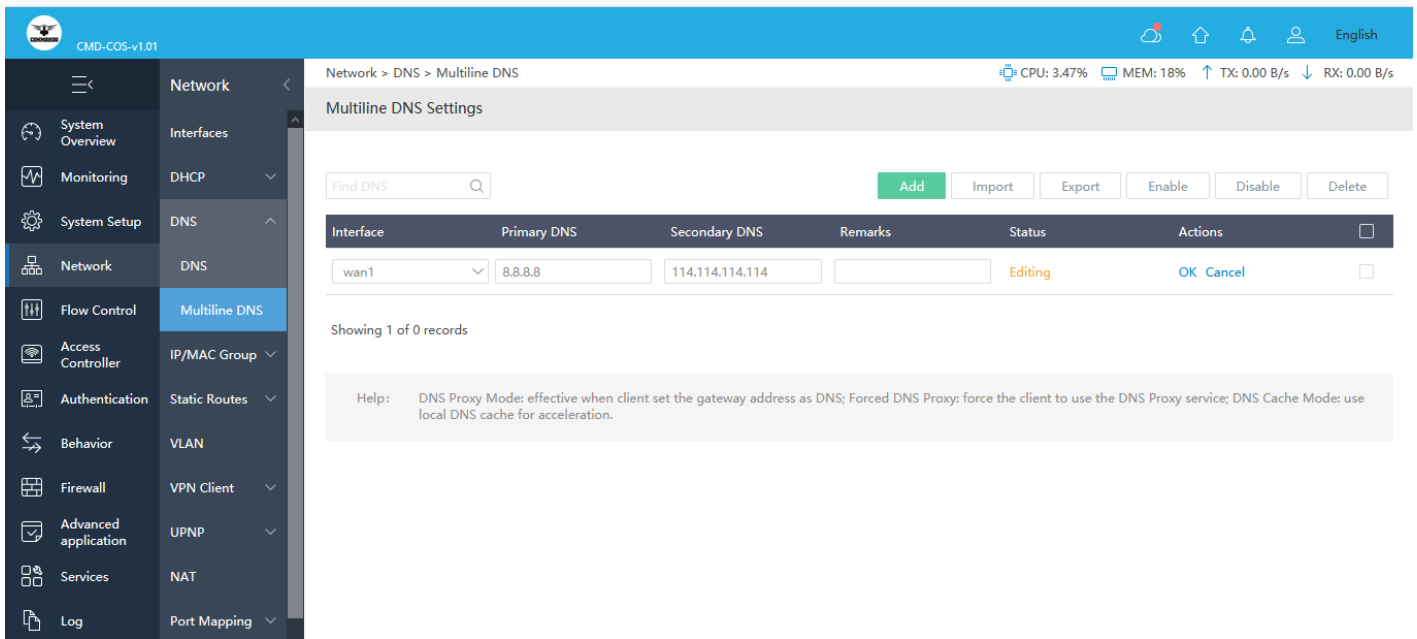 COMMANDO
CMD-COS-v1.01
English
Network
Network > DNS > Multiline DNS
CPU: 3.47%
MEM: 18%
TX: 0.00 B/s
RX: 0.00 B/s
Multiline DNS Settings
System
Overview
Monitoring
System Setup
Network
Flow Control
Access
Controller
Authentication
Behavior
Firewall
Advanced
application
Services
Log
Interfaces
DHCP
DNS
DNS
Multiline DNS
IP/MAC Group
Static Routes
VLAN
VPN Client
UPNP
NAT
Port Mapping
Find DNS
Add Import Export Enable Disable Delete
Interface Primary DNS Secondary DNS Remarks Status Actions
wan1 8.8.8.8 114.114.114.114 Editing OK Cancel
Showing 1 of 0 records
Help: DNS Proxy Mode: effective when client set the gateway address as DNS; Forced DNS Proxy: force the client to use the DNS Proxy service; DNS Cache Mode: use
local DNS cache for acceleration.